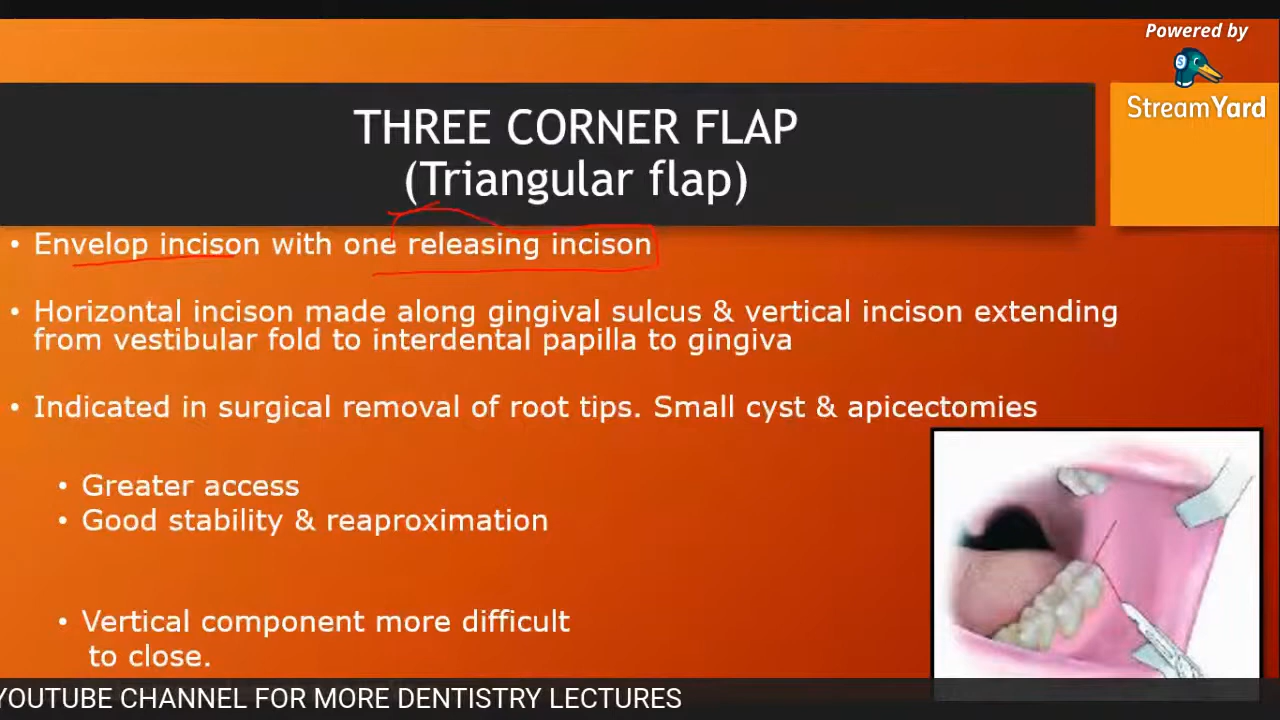 Powered by
StreamYard
THREE CORNER FLAP
(Triangular flap)
• Envelop incison with one releasing incison
• Horizontal incison made along gingival sulcus & vertical incison extending
from vestibular fold to interdental papilla to gingiva
• Indicated in surgical removal of root tips. Small cyst & apicectomies
• Greater access
• Good stability & reaproximation
• Vertical component more difficult
to close.
YOUTUBE CHANNEL FOR MORE DENTISTRY LECTURES